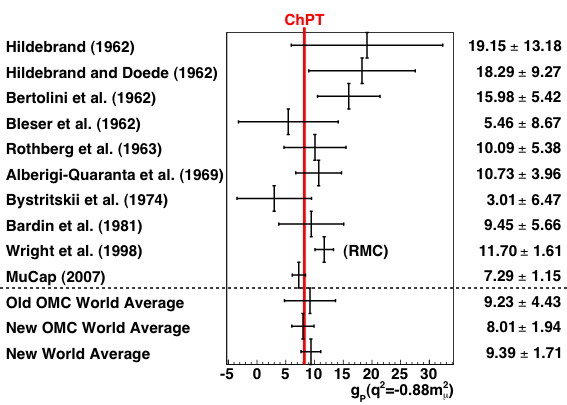 ChPT
Hildebrand (1962) 19.15 ± 13.18
Hildebrand and Doede (1962) 18.29 ± 9.27
Bertolini et al. (1962) 15.98 ± 5.42
Bleser et al. (1962) 5.46 ± 8.67
Rothberg et al. (1963) 10.09 ± 5.38
Alberigi-Quaranta et al. (1969) 10.73 ± 3.96
Bystritskii et al. (1974) 3.01 ± 6.47
Bardin et al. (1981) 9.45 ± 5.66
Wright et al. (1998) (RMC) 11.70 ± 1.61
MuCap (2007) 7.29 ± 1.15
Old OMC World Average 9.23 ± 4.43
New OMC World Average 8.01 ± 1.94
New World Average 9.39 ± 1.71
-5 0 5 10 15 20 25 30
gₚ(q²=-0.88m²μ)